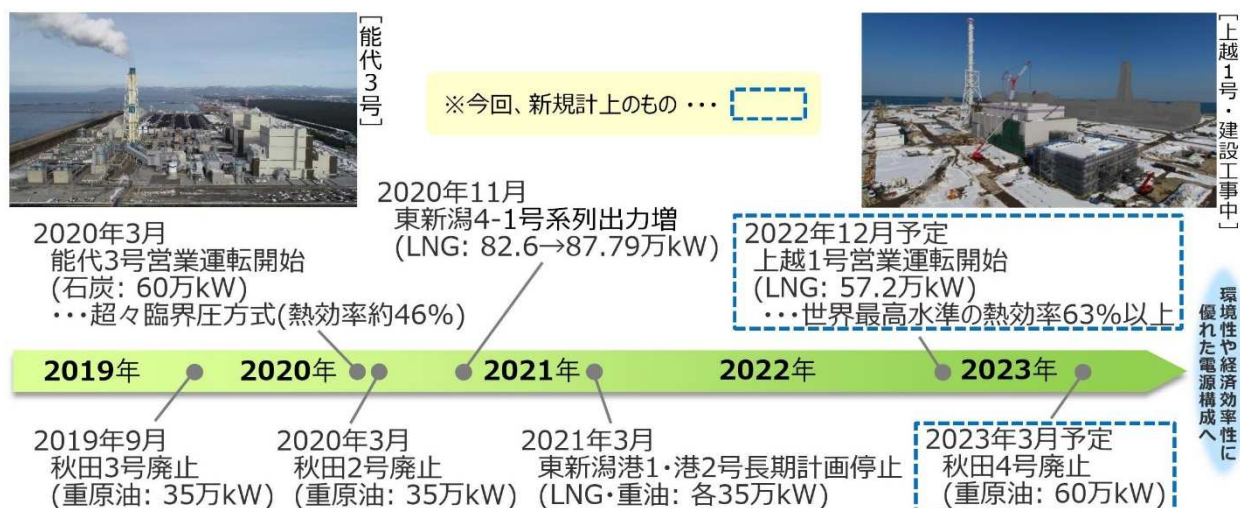 [能代3号]
※今回、新規計上のもの ・・・
[上越1号・建設工事中]
2020年3月
能代3号営業運転開始
(石炭: 60万kW)
・・・超々臨界圧方式(熱効率約46%)
2020年11月
東新潟4-1号系列出力増
(LNG: 82.6→87.79万kW)
2022年12月予定
上越1号営業運転開始
(LNG: 57.2万kW)
・・・世界最高水準の熱効率63%以上
2019年 2020年 2021年 2022年 2023年
環境性や経済効率性に
優れた電源構成へ
2019年9月
秋田3号廃止
(重原油: 35万kW)
2020年3月
秋田2号廃止
(重原油: 35万kW)
2021年3月
東新潟港1・港2号長期計画停止
(LNG・重油: 各35万kW)
2023年3月予定
秋田4号廃止
(重原油: 60万kW)